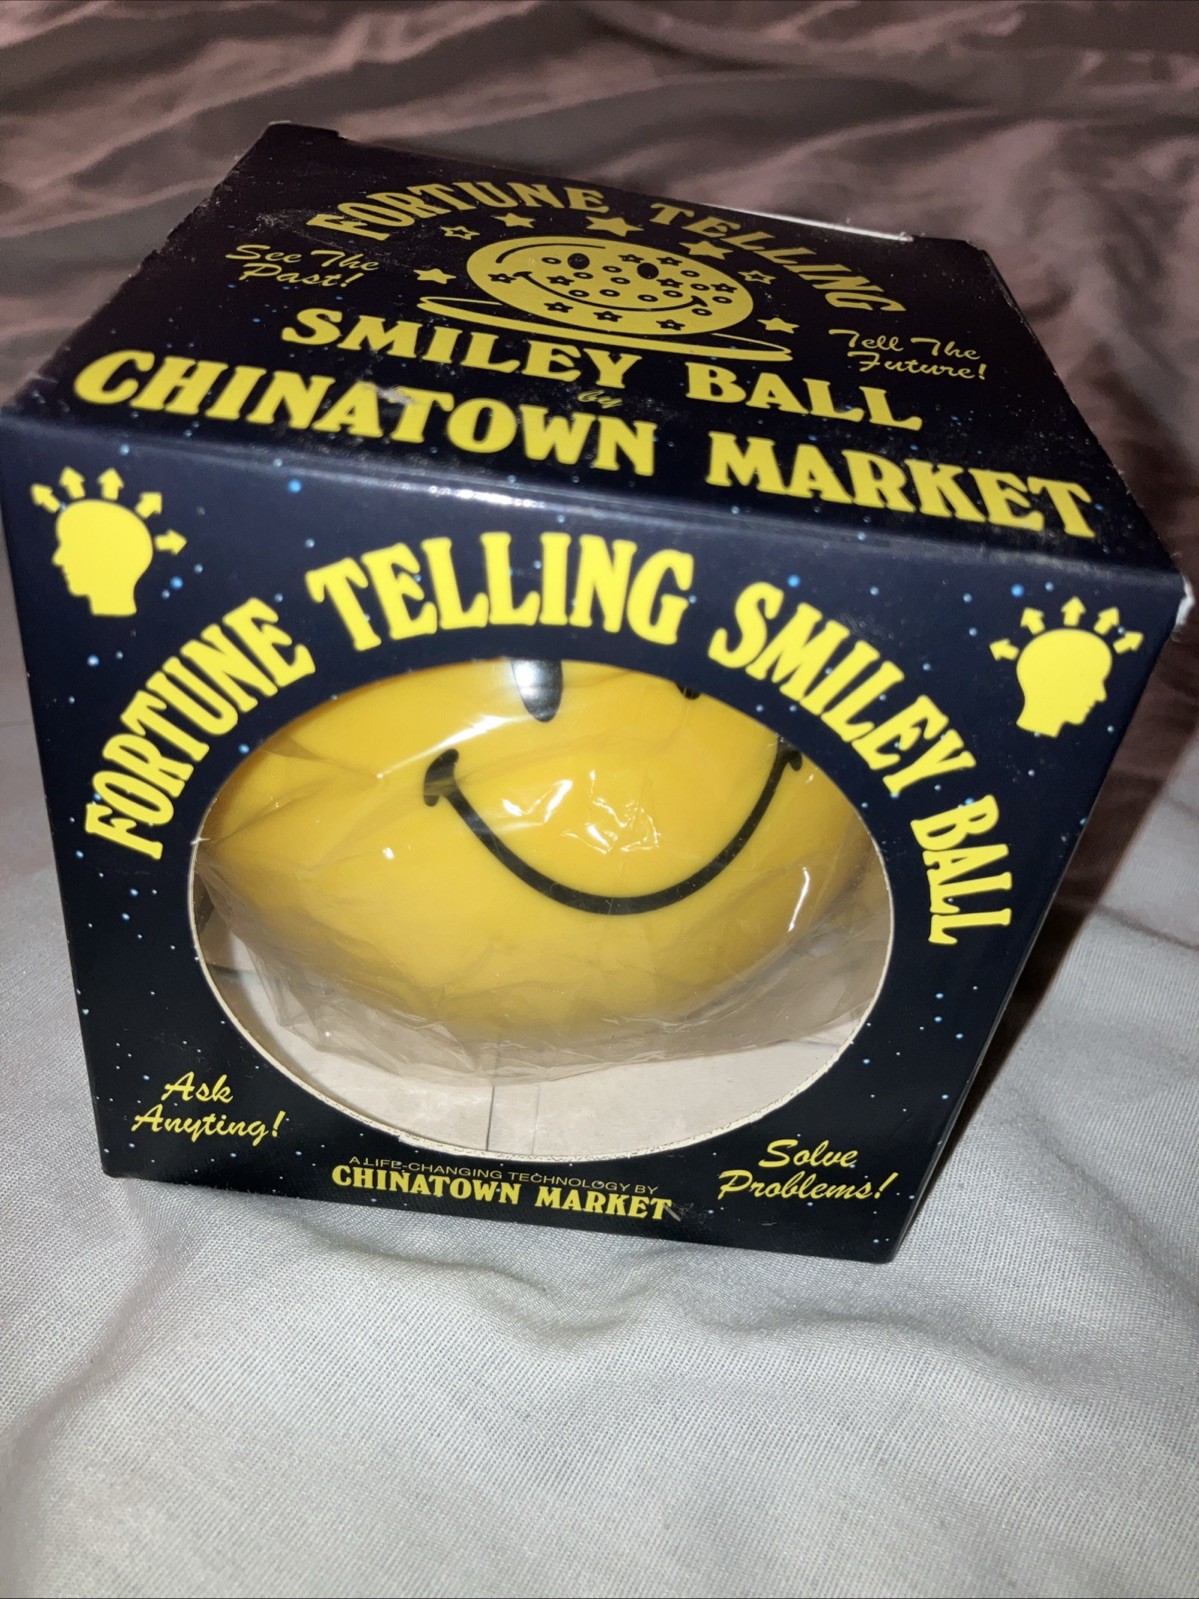 FORTUNE TELLING
See The
Past!
Tell The
Future!
SMILEY BALL
by
CHINATOWN MARKET
FORTUNE TELLING SMILEY BALL
Ask
Anyting!
Solve
Problems!
A LIFE-CHANGING TECHNOLOGY BY
CHINATOWN MARKET